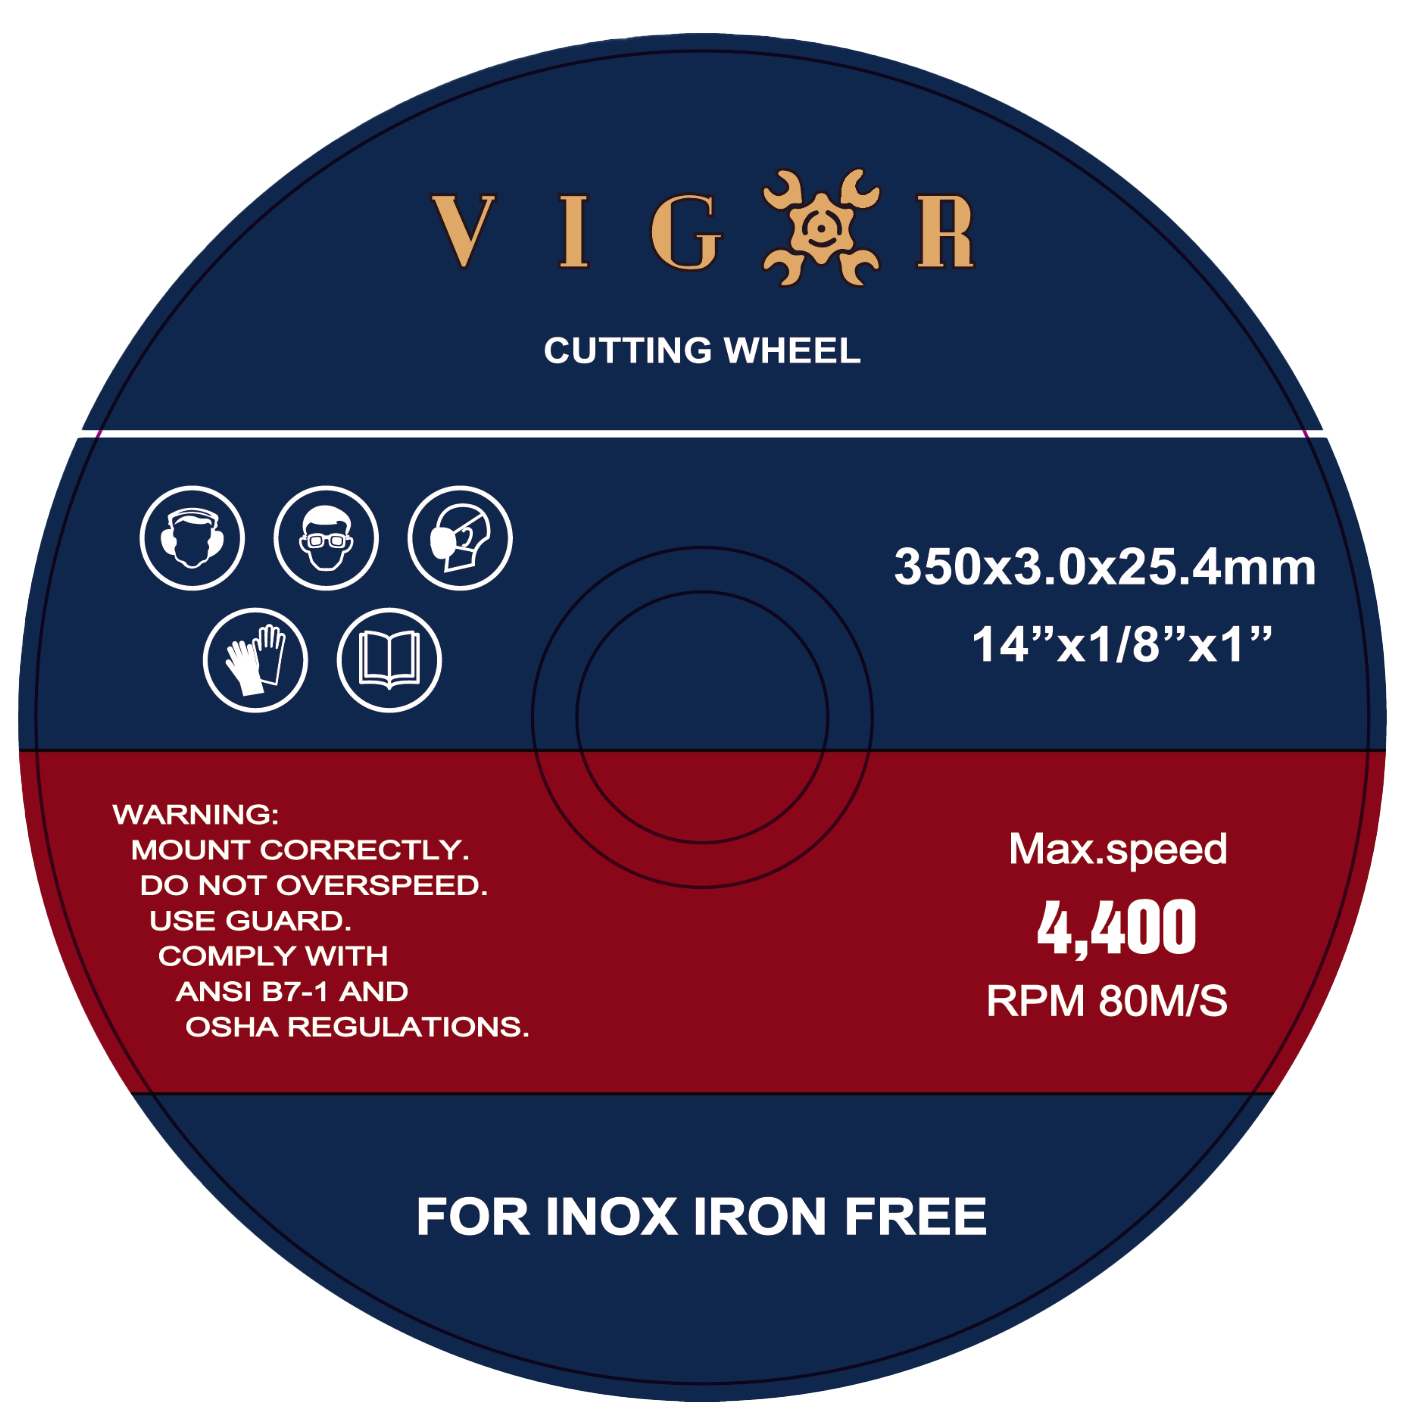 VIGOR
CUTTING WHEEL
350x3.0x25.4mm
14”x1/8”x1”
WARNING:
MOUNT CORRECTLY.
DO NOT OVERSPEED.
USE GUARD.
COMPLY WITH
ANSI B7-1 AND
OSHA REGULATIONS.
Max.speed
4,400
RPM 80M/S
FOR INOX IRON FREE